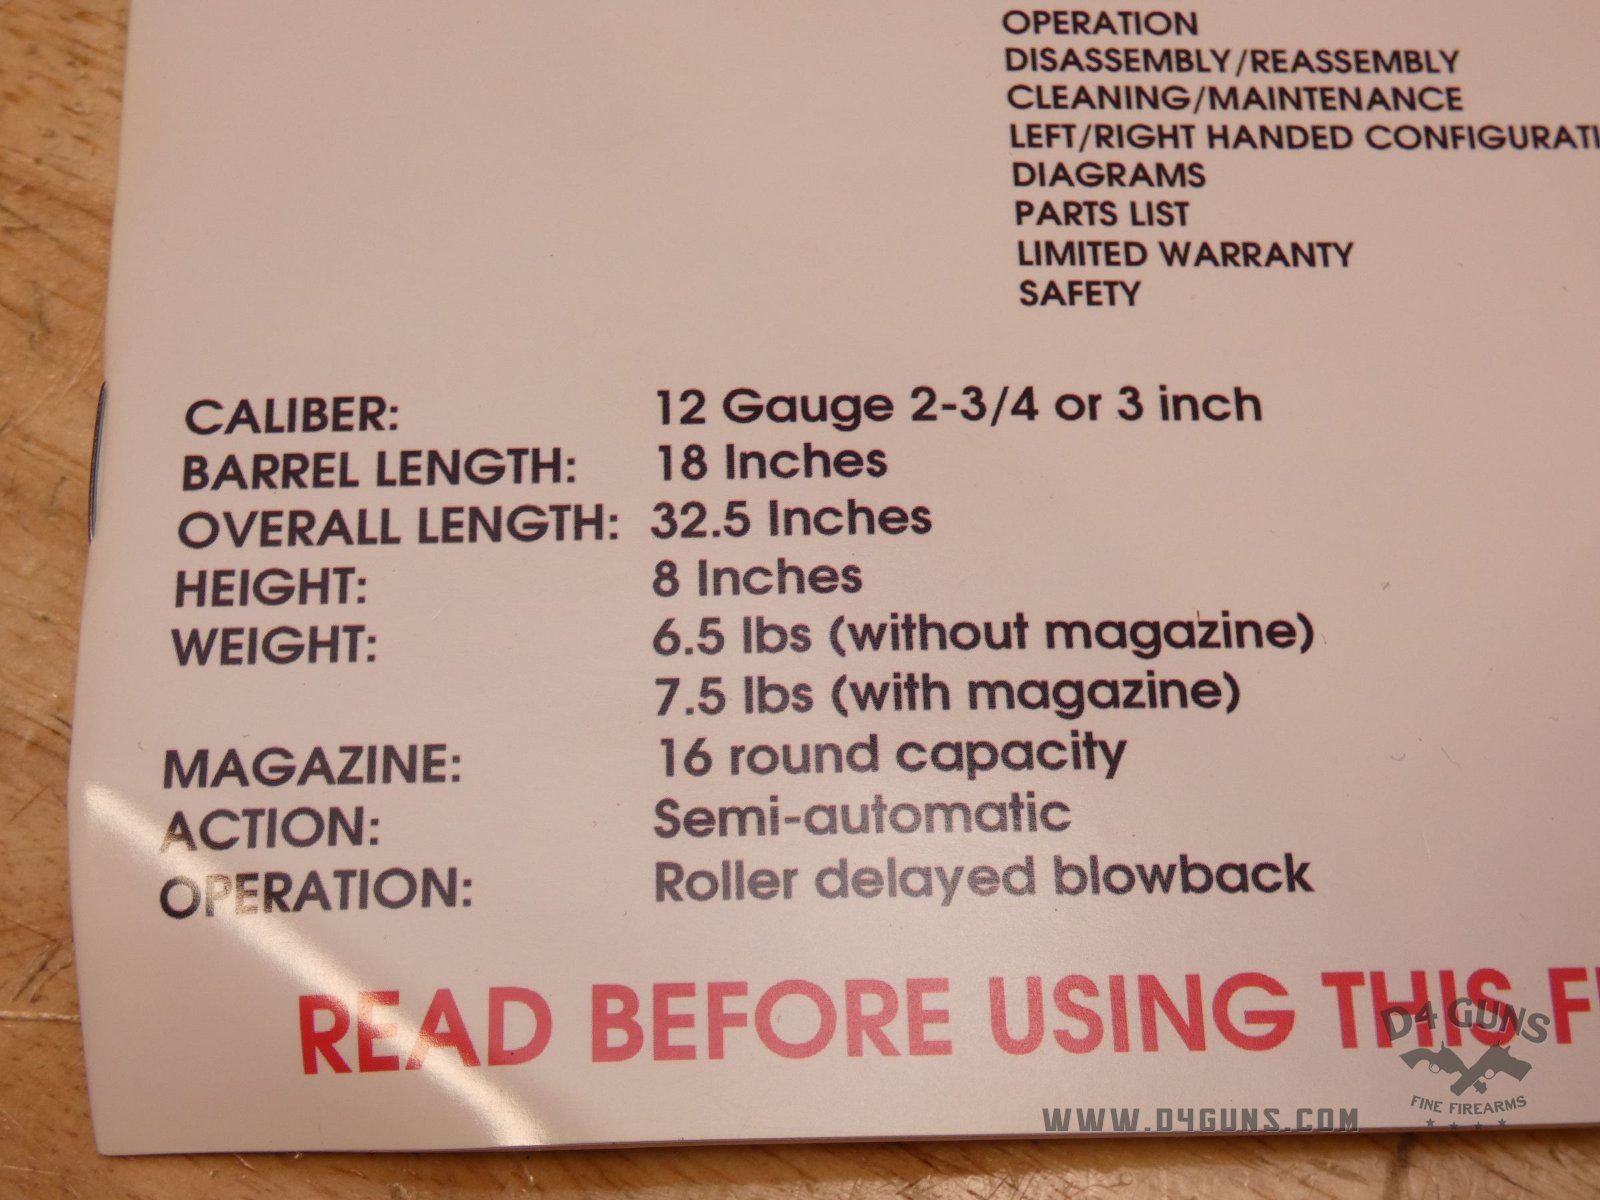 OPERATION
DISASSEMBLY/REASSEMBLY
CLEANING/MAINTENANCE
LEFT/RIGHT HANDED CONFIGURATI
DIAGRAMS
PARTS LIST
LIMITED WARRANTY
SAFETY
CALIBER: 12 Gauge 2-3/4 or 3 inch
BARREL LENGTH: 18 Inches
OVERALL LENGTH: 32.5 Inches
HEIGHT: 8 Inches
WEIGHT: 6.5 lbs (without magazine)
7.5 lbs (with magazine)
MAGAZINE: 16 round capacity
ACTION: Semi-automatic
OPERATION: Roller delayed blowback
READ BEFORE USING THIS FI
D4 GUNS
FINE FIREARMS
WWW.D4GUNS.COM